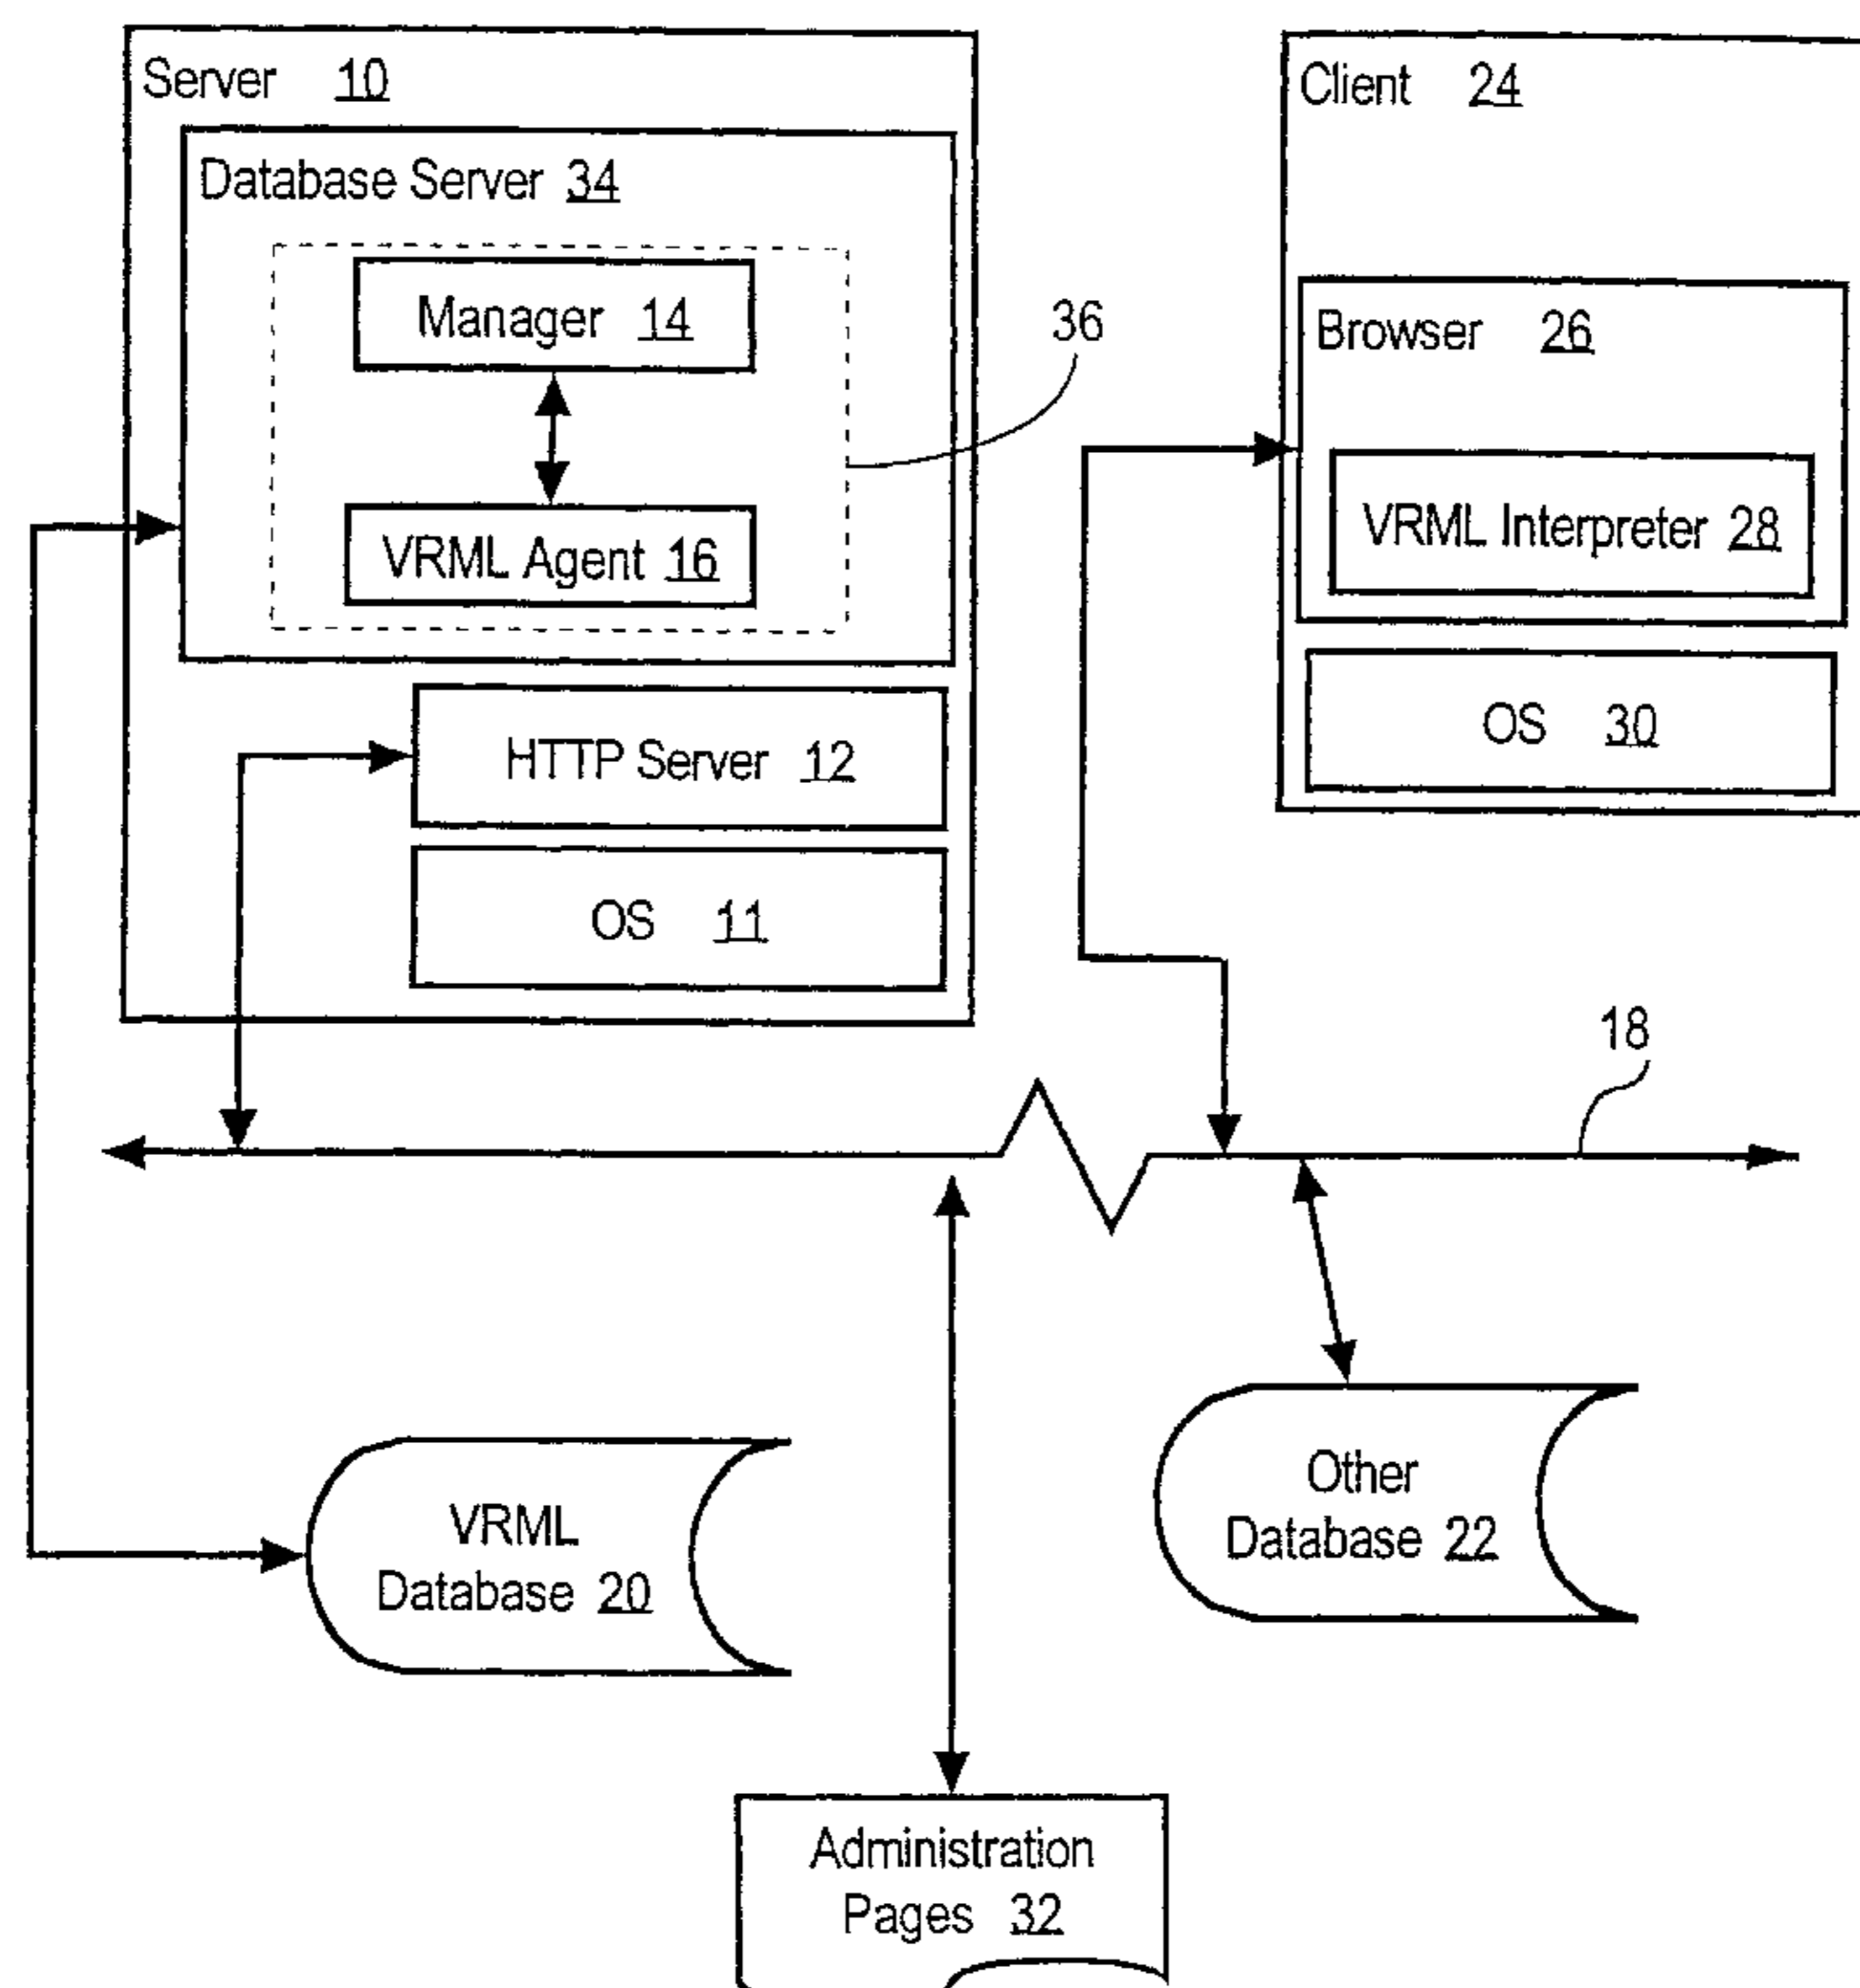 Server 10
Database Server 34
Manager 14
VRML Agent 16
HTTP Server 12
OS 11
36
Client 24
Browser 26
VRML Interpreter 28
OS 30
18
VRML
Database 20
Other
Database 22
Administration
Pages 32